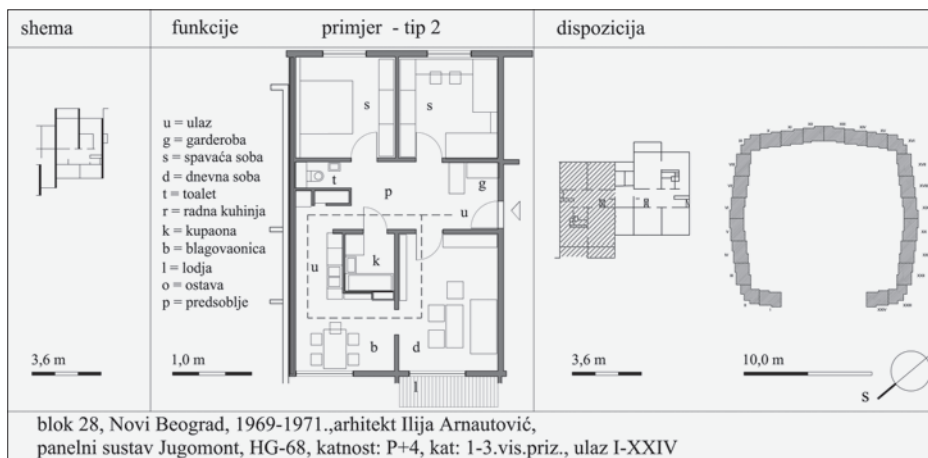 shema
funkcije
primjer - tip 2
dispozicija
u = ulaz
g = garderoba
s = spavaća soba
d = dnevna soba
t = toalet
r = radna kuhinja
k = kupaona
b = blagovaonica
l = lodja
o = ostava
p = predsoblje
s
s
t
p
g
u
u
k
b
d
l
3,6 m
1,0 m
3,6 m
10,0 m
s
blok 28, Novi Beograd, 1969-1971.,arhitekt Ilija Arnautović,
panelni sustav Jugomont, HG-68, katnost: P+4, kat: 1-3.vis.priz., ulaz I-XXIV